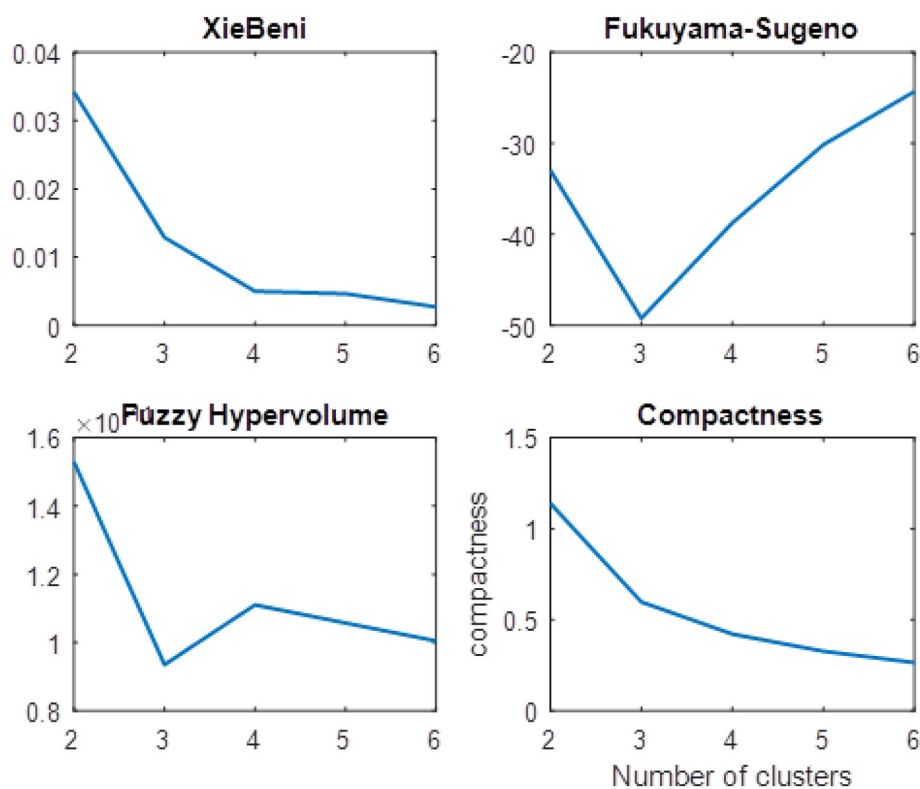 XieBeni
0.04
0.03
0.02
0.01
0
2 3 4 5 6
Fukuyama-Sugeno
-20
-30
-40
-50
2 3 4 5 6
Fuzzy Hypervolume
×10
1.6
1.4
1.2
1
0.8
2 3 4 5 6
Compactness
compactness
1.5
1
0.5
0
2 3 4 5 6
Number of clusters